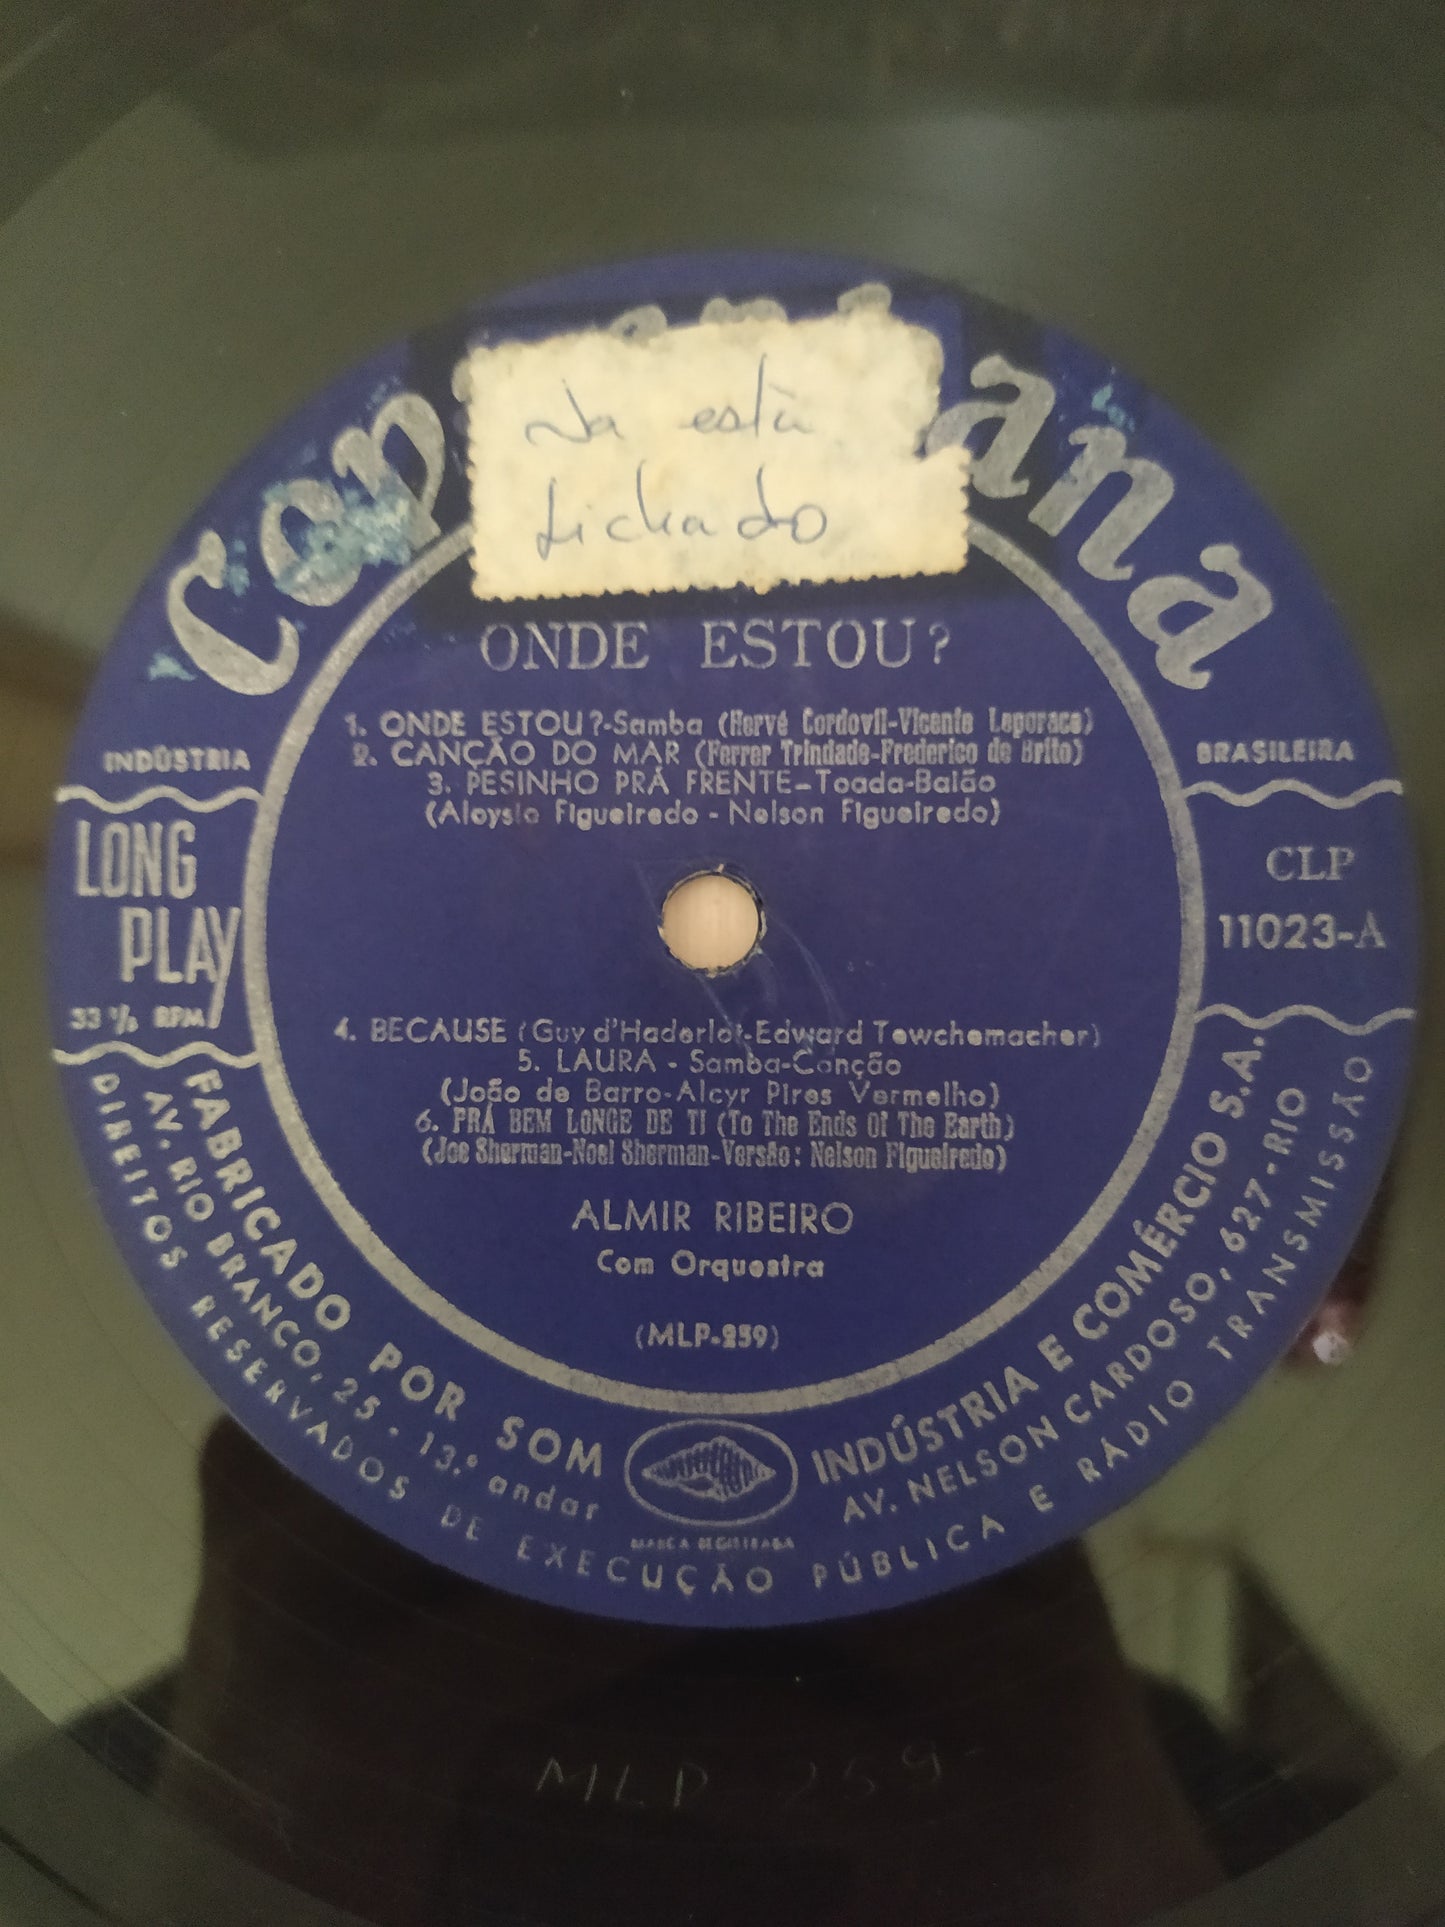 Já está
fichado
Cop ana
ONDE ESTOU?
1. ONDE ESTOU?-Samba (Hervé Cordovil-Vicente Leporace)
2. CANÇÃO DO MAR (Ferrer Trindade-Frederico de Brito)
3. PESINHO PRÁ FRENTE-Toada-Baião
(Aloysio Figueiredo - Nelson Figueiredo)
INDÚSTRIA
BRASILEIRA
LONG
PLAY
33 ⅓ RPM
CLP
11023-A
4. BECAUSE (Guy d'Haderlot-Edward Tewchemacher)
5. LAURA - Samba-Canção
(João de Barro-Alcyr Pires Vermelho)
6. PRÁ BEM LONGE DE TI (To The Ends Of The Earth)
(Joe Sherman-Noel Sherman-Versão: Nelson Figueiredo)
ALMIR RIBEIRO
Com Orquestra
(MLP-259)
FABRICADO POR SOM INDÚSTRIA E COMÉRCIO S.A.
AV. RIO BRANCO, 25 - 13.º andar AV. NELSON CARDOSO, 627 - RIO
MARCA REGISTRADA
DIREITOS RESERVADOS DE EXECUÇÃO PÚBLICA E RÁDIO TRANSMISSÃO
MLP 259